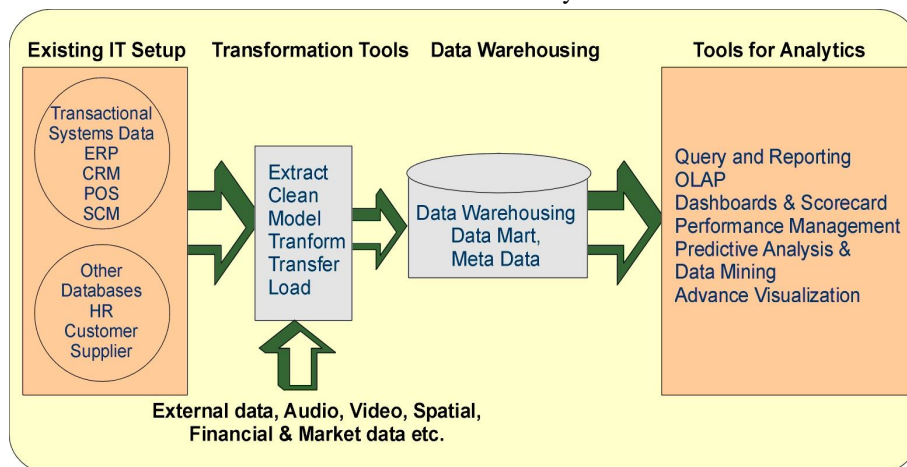 Existing IT Setup
Transactional
Systems Data
ERP
CRM
POS
SCM
Other
Databases
HR
Customer
Supplier
Transformation Tools
Extract
Clean
Model
Tranform
Transfer
Load
External data, Audio, Video, Spatial,
Financial & Market data etc.
Data Warehousing
Data Warehousing
Data Mart,
Meta Data
Tools for Analytics
Query and Reporting
OLAP
Dashboards & Scorecard
Performance Management
Predictive Analysis &
Data Mining
Advance Visualization